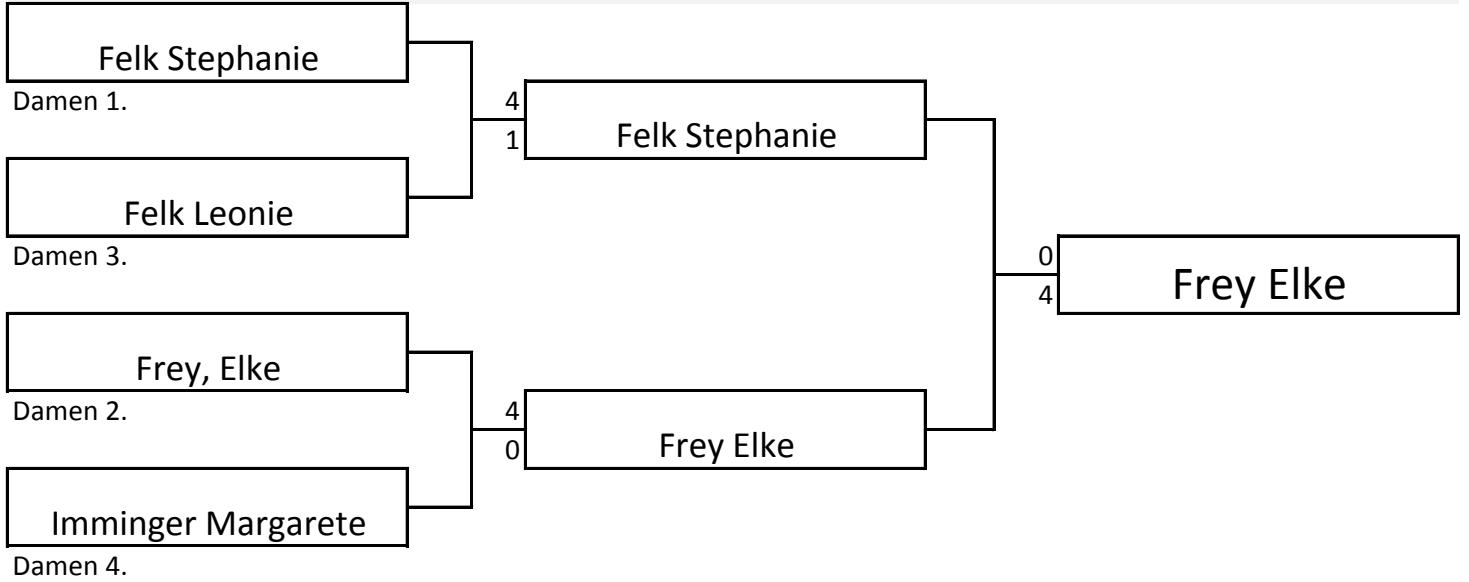 Felk Stephanie
Damen 1.
4
1
Felk Stephanie
Felk Leonie
Damen 3.
0
4
Frey Elke
Frey, Elke
Damen 2.
4
0
Frey Elke
Imminger Margarete
Damen 4.